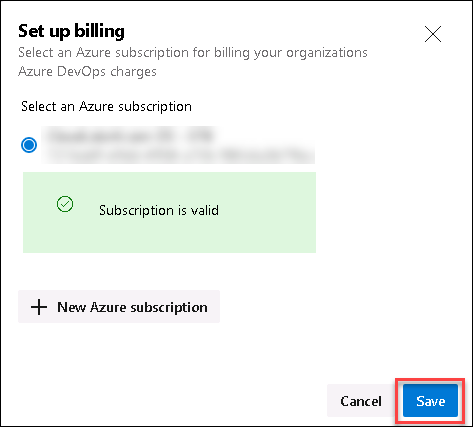 Set up billing
Select an Azure subscription for billing your organizations
Azure DevOps charges
Select an Azure subscription
Subscription is valid
New Azure subscription
Cancel
Save